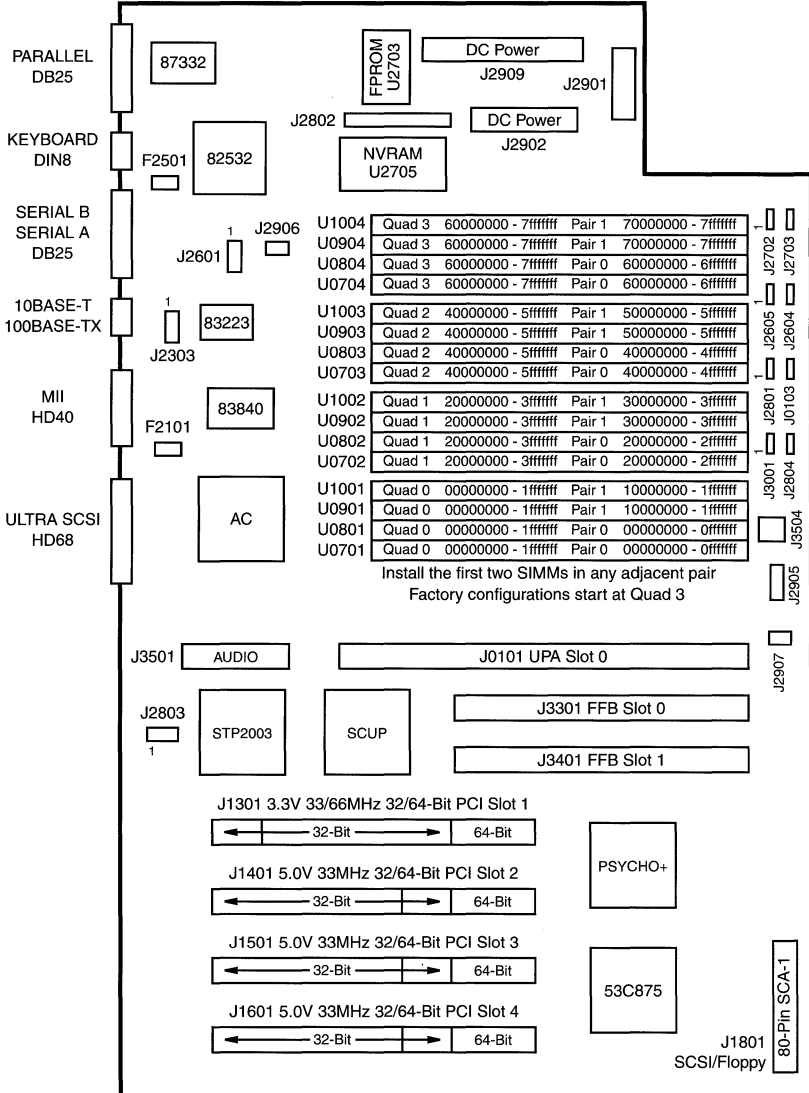 PARALLEL
DB25
87332
FPROM
U2703
DC Power
J2909
J2901
J2802
DC Power
J2902
KEYBOARD
DIN8
F2501
82532
NVRAM
U2705
SERIAL B
SERIAL A
DB25
1
J2601
J2906
U1004 Quad 3 60000000 - 7fffffff Pair 1 70000000 - 7fffffff
U0904 Quad 3 60000000 - 7fffffff Pair 1 70000000 - 7fffffff
U0804 Quad 3 60000000 - 7fffffff Pair 0 60000000 - 6fffffff
U0704 Quad 3 60000000 - 7fffffff Pair 0 60000000 - 6fffffff
1
J2702
J2703
10BASE-T
100BASE-TX
1
J2303
83223
U1003 Quad 2 40000000 - 5fffffff Pair 1 50000000 - 5fffffff
U0903 Quad 2 40000000 - 5fffffff Pair 1 50000000 - 5fffffff
U0803 Quad 2 40000000 - 5fffffff Pair 0 40000000 - 4fffffff
U0703 Quad 2 40000000 - 5fffffff Pair 0 40000000 - 4fffffff
1
J2605
J2604
MII
HD40
F2101
83840
U1002 Quad 1 20000000 - 3fffffff Pair 1 30000000 - 3fffffff
U0902 Quad 1 20000000 - 3fffffff Pair 1 30000000 - 3fffffff
U0802 Quad 1 20000000 - 3fffffff Pair 0 20000000 - 2fffffff
U0702 Quad 1 20000000 - 3fffffff Pair 0 20000000 - 2fffffff
1
J2801
J0103
ULTRA SCSI
HD68
AC
U1001 Quad 0 00000000 - 1fffffff Pair 1 10000000 - 1fffffff
U0901 Quad 0 00000000 - 1fffffff Pair 1 10000000 - 1fffffff
U0801 Quad 0 00000000 - 1fffffff Pair 0 00000000 - 0fffffff
U0701 Quad 0 00000000 - 1fffffff Pair 0 00000000 - 0fffffff
1
J3001
J2804
J3504
Install the first two SIMMs in any adjacent pair
Factory configurations start at Quad 3
J2905
J2907
J3501
AUDIO
J0101 UPA Slot 0
J2803
1
STP2003
SCUP
J3301 FFB Slot 0
J3401 FFB Slot 1
J1301 3.3V 33/66MHz 32/64-Bit PCI Slot 1
32-Bit 64-Bit
J1401 5.0V 33MHz 32/64-Bit PCI Slot 2
32-Bit 64-Bit
J1501 5.0V 33MHz 32/64-Bit PCI Slot 3
32-Bit 64-Bit
J1601 5.0V 33MHz 32/64-Bit PCI Slot 4
32-Bit 64-Bit
PSYCHO+
53C875
80-Pin SCA-1
J1801
SCSI/Floppy